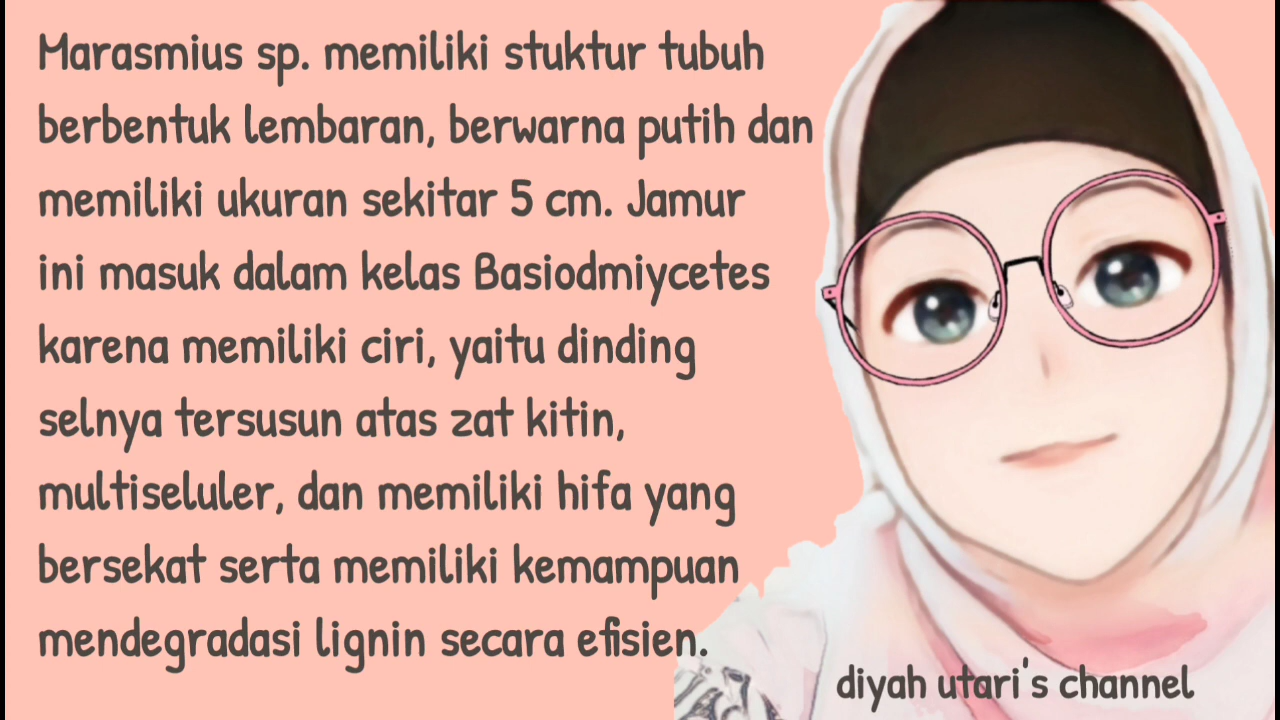 Marasmius sp. memiliki stuktur tubuh
berbentuk lembaran, berwarna putih dan
memiliki ukuran sekitar 5 cm. Jamur
ini masuk dalam kelas Basiodmiycetes
karena memiliki ciri, yaitu dinding
selnya tersusun atas zat kitin,
multiseluler, dan memiliki hifa yang
bersekat serta memiliki kemampuan
mendegradasi lignin secara efisien.
diyah utari's channel